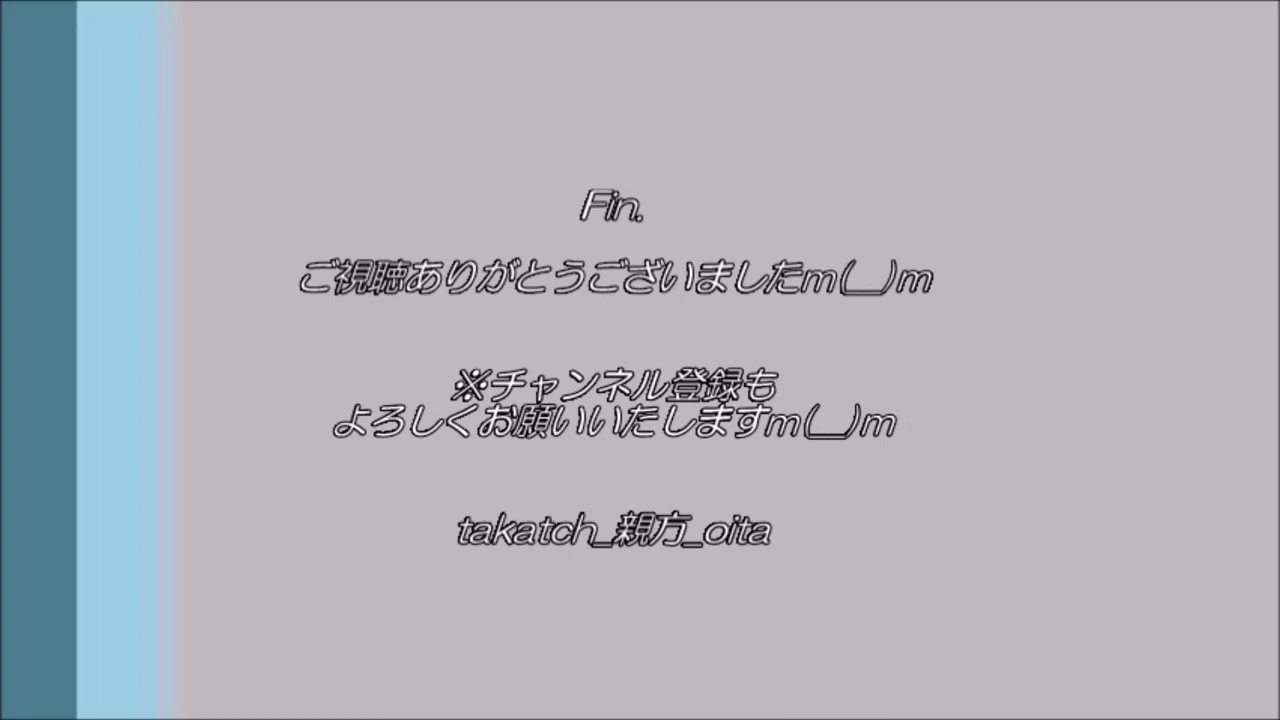 Fin.
ご視聴ありがとうございましたm(__)m
※チャンネル登録も
よろしくお願いいたしますm(__)m
takatch_親方_oita